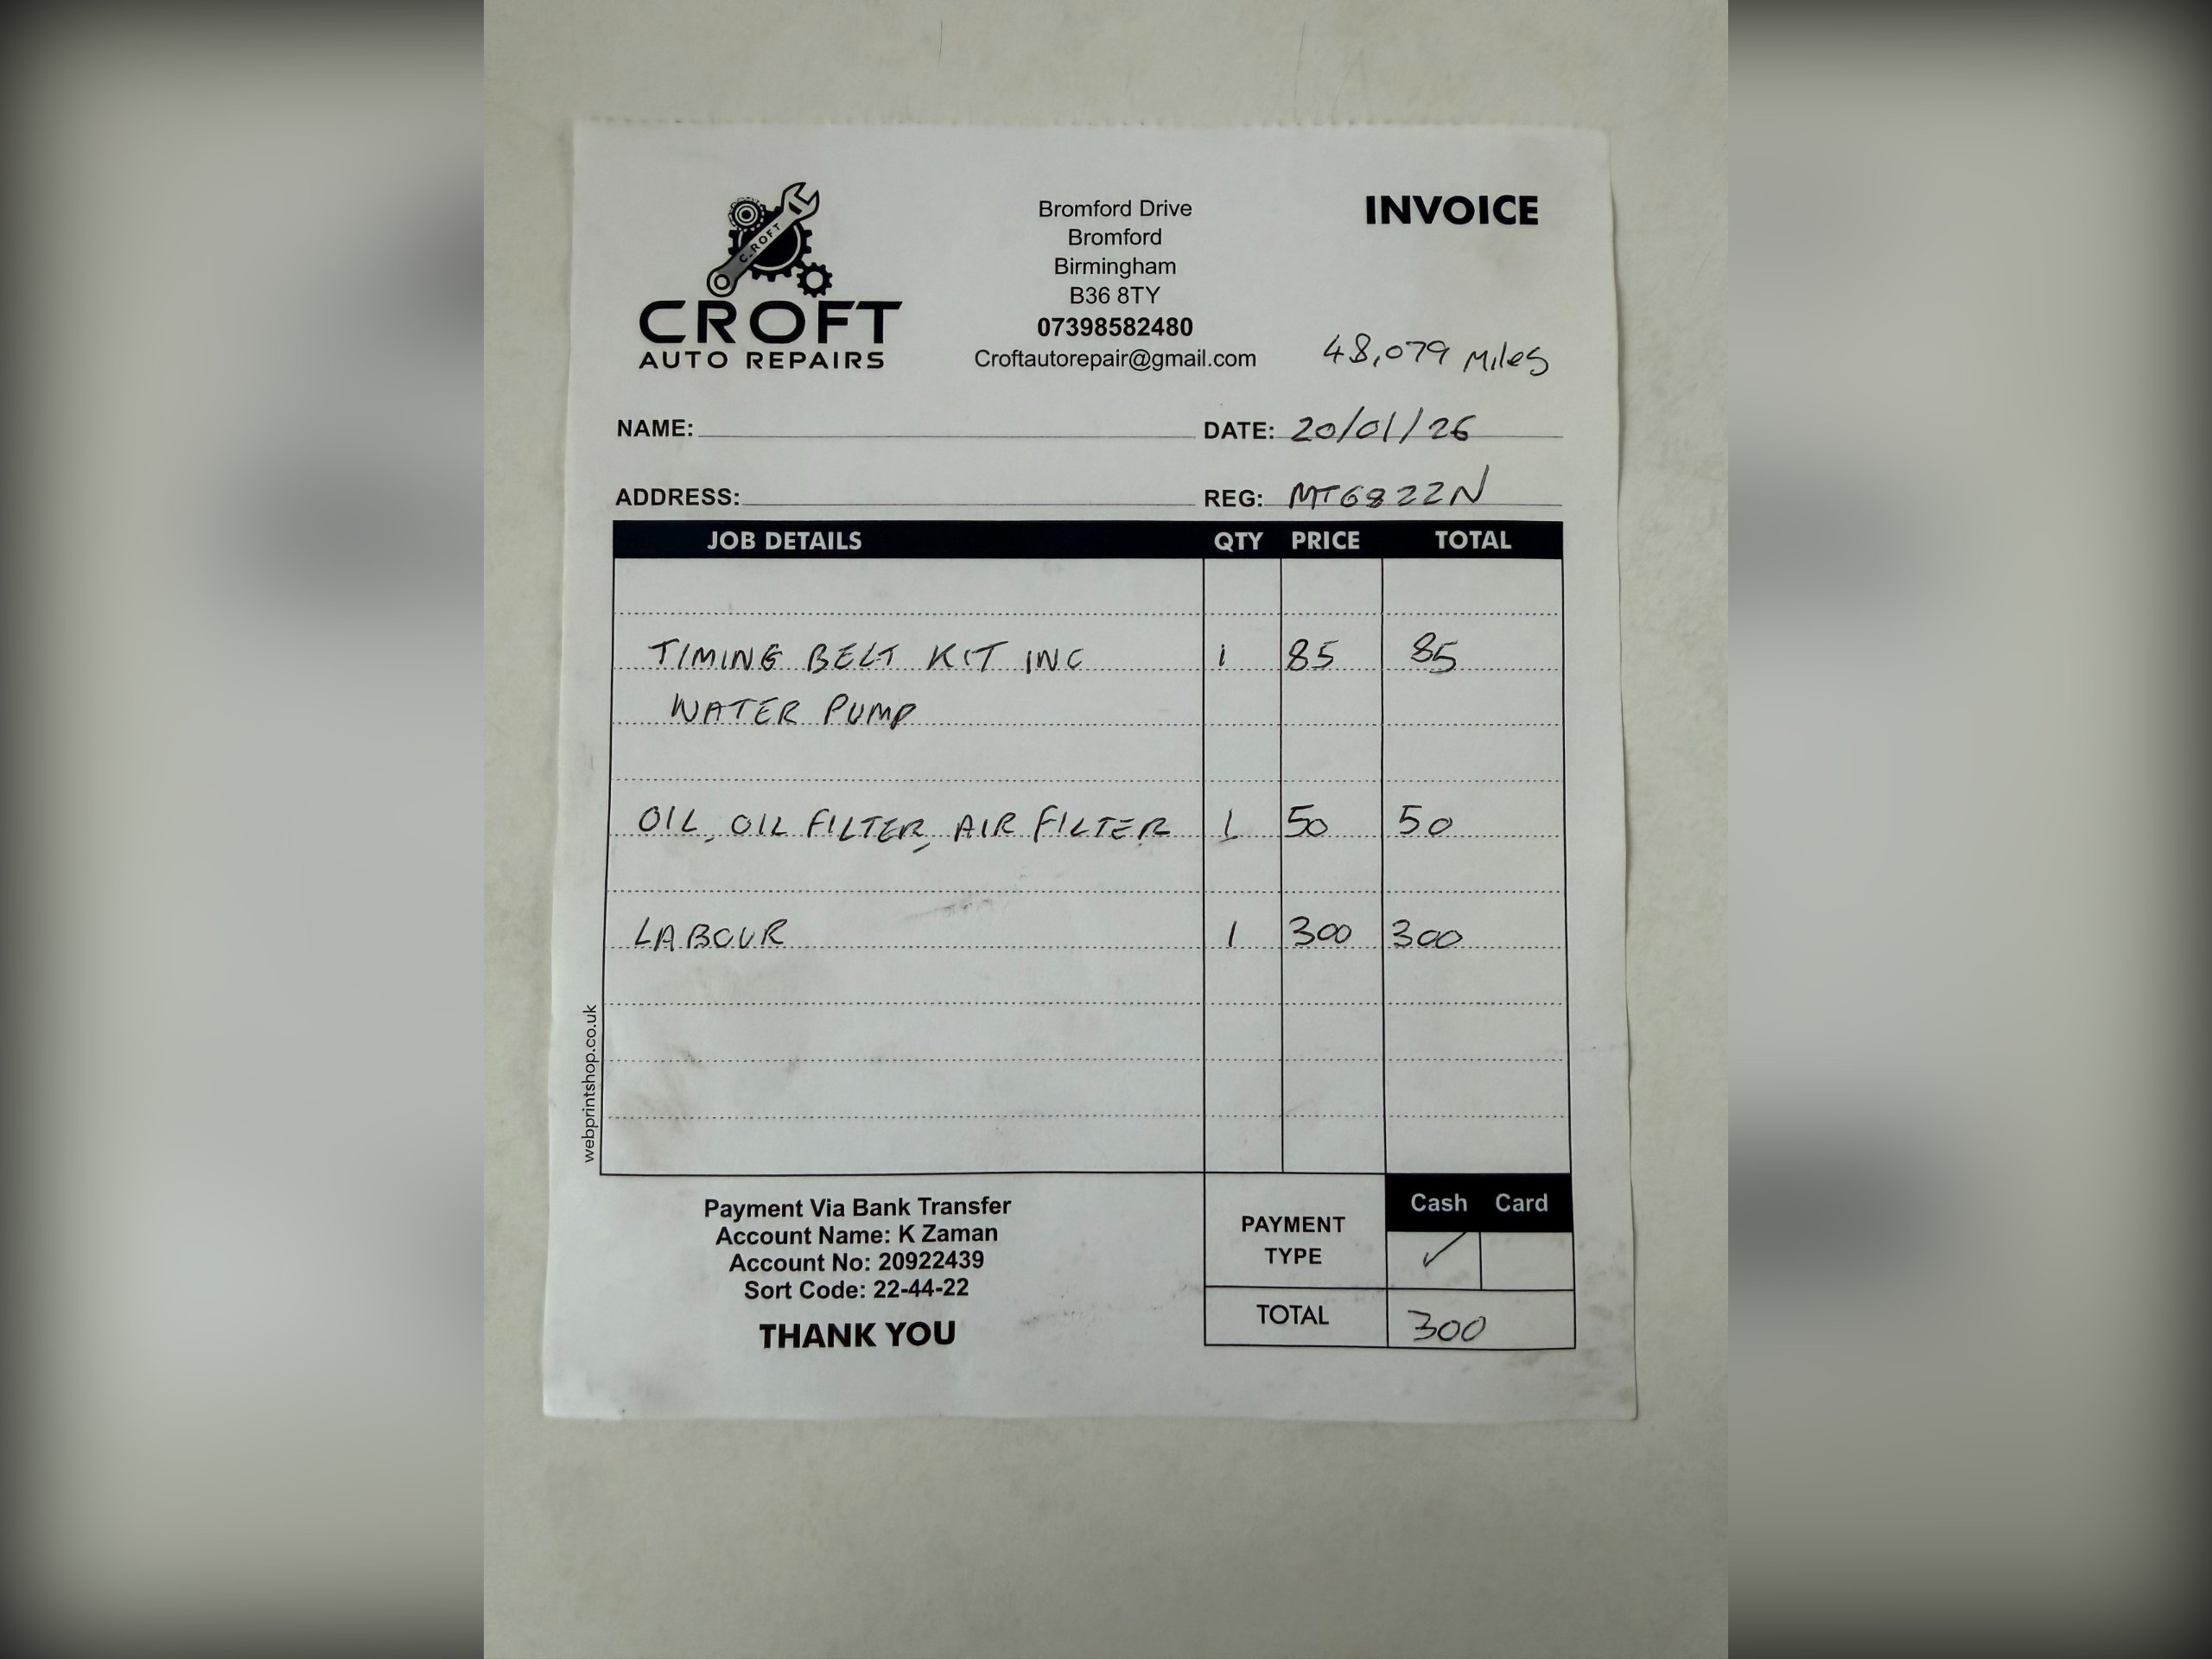 INVOICE
C-ROFT
CROFT
AUTO REPAIRS
Bromford Drive
Bromford
Birmingham
B36 8TY
07398582480
Croftautorepair@gmail.com
48,079 Miles
NAME:
DATE: 20/01/26
ADDRESS:
REG: MT68ZZN
JOB DETAILS QTY PRICE TOTAL
TIMING BELT KIT INC 1 85 85
WATER PUMP
OIL, OIL FILTER, AIR FILTER 1 50 50
LABOUR 1 300 300
webprintshop.co.uk
Payment Via Bank Transfer
Account Name: K Zaman
Account No: 20922439
Sort Code: 22-44-22
THANK YOU
PAYMENT TYPE
Cash Card
✓
TOTAL 300